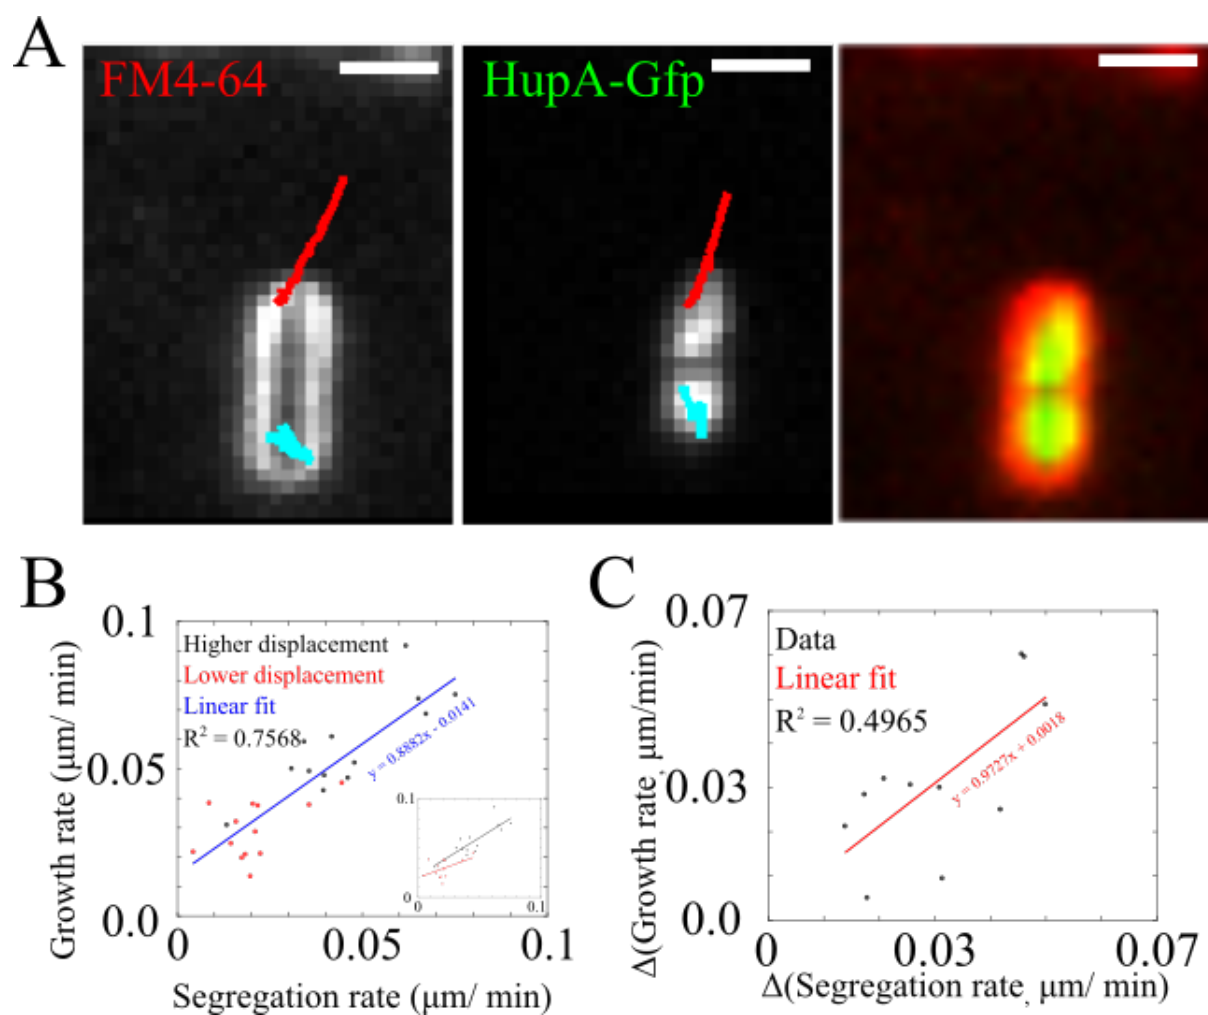 A
FM4-64
HupA-Gfp
B
Growth rate (μm/ min)
0.1
0.05
0.0
Higher displacement
Lower displacement
Linear fit
R² = 0.7568
y = 0.8882x - 0.0141
0.1
0
0
0.1
0
0.05
0.1
Segregation rate (μm/ min)
C
Δ(Growth rate, μm/min)
0.07
0.03
0.0
Data
Linear fit
R² = 0.4965
y = 0.9727x + 0.0018
0
0.03
0.07
Δ(Segregation rate, μm/ min)